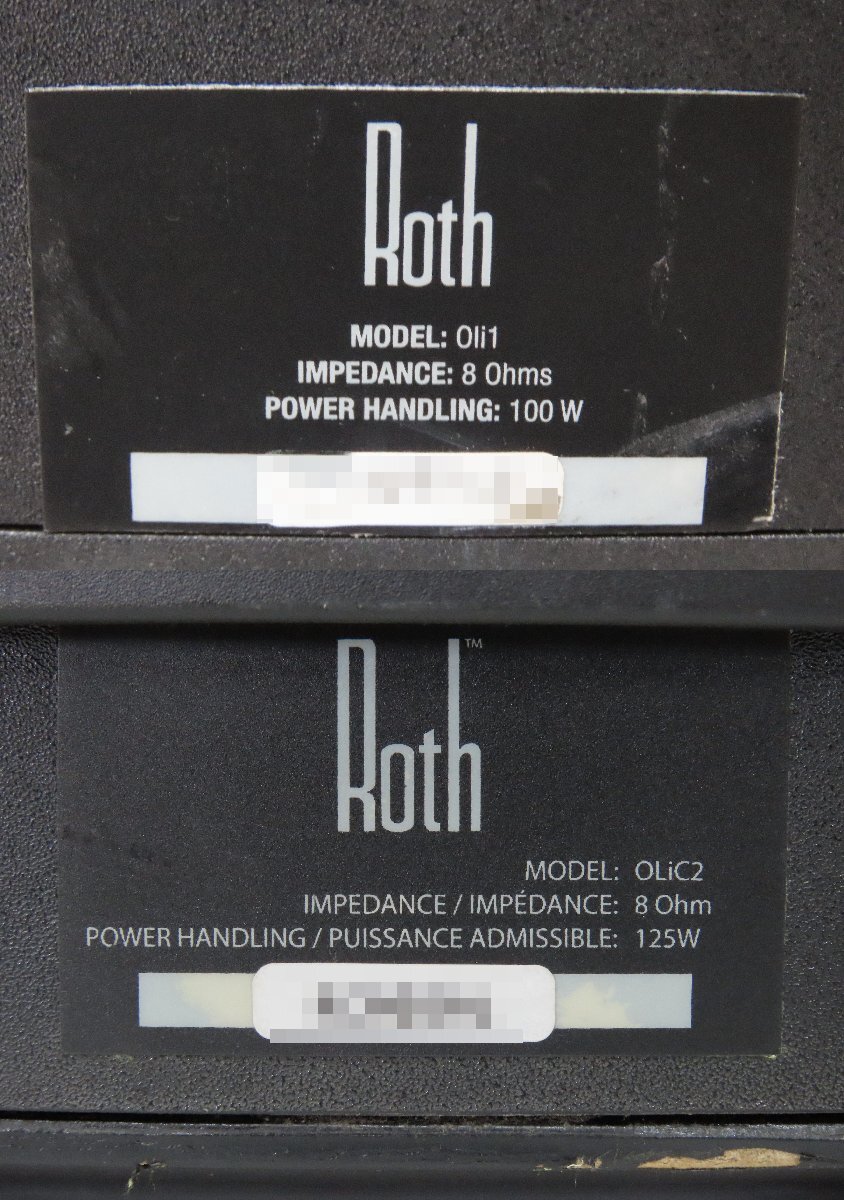 Roth
MODEL: Oli1
IMPEDANCE: 8 Ohms
POWER HANDLING: 100 W
Roth™
MODEL: OLiC2
IMPEDANCE / IMPÉDANCE: 8 Ohm
POWER HANDLING / PUISSANCE ADMISSIBLE: 125W